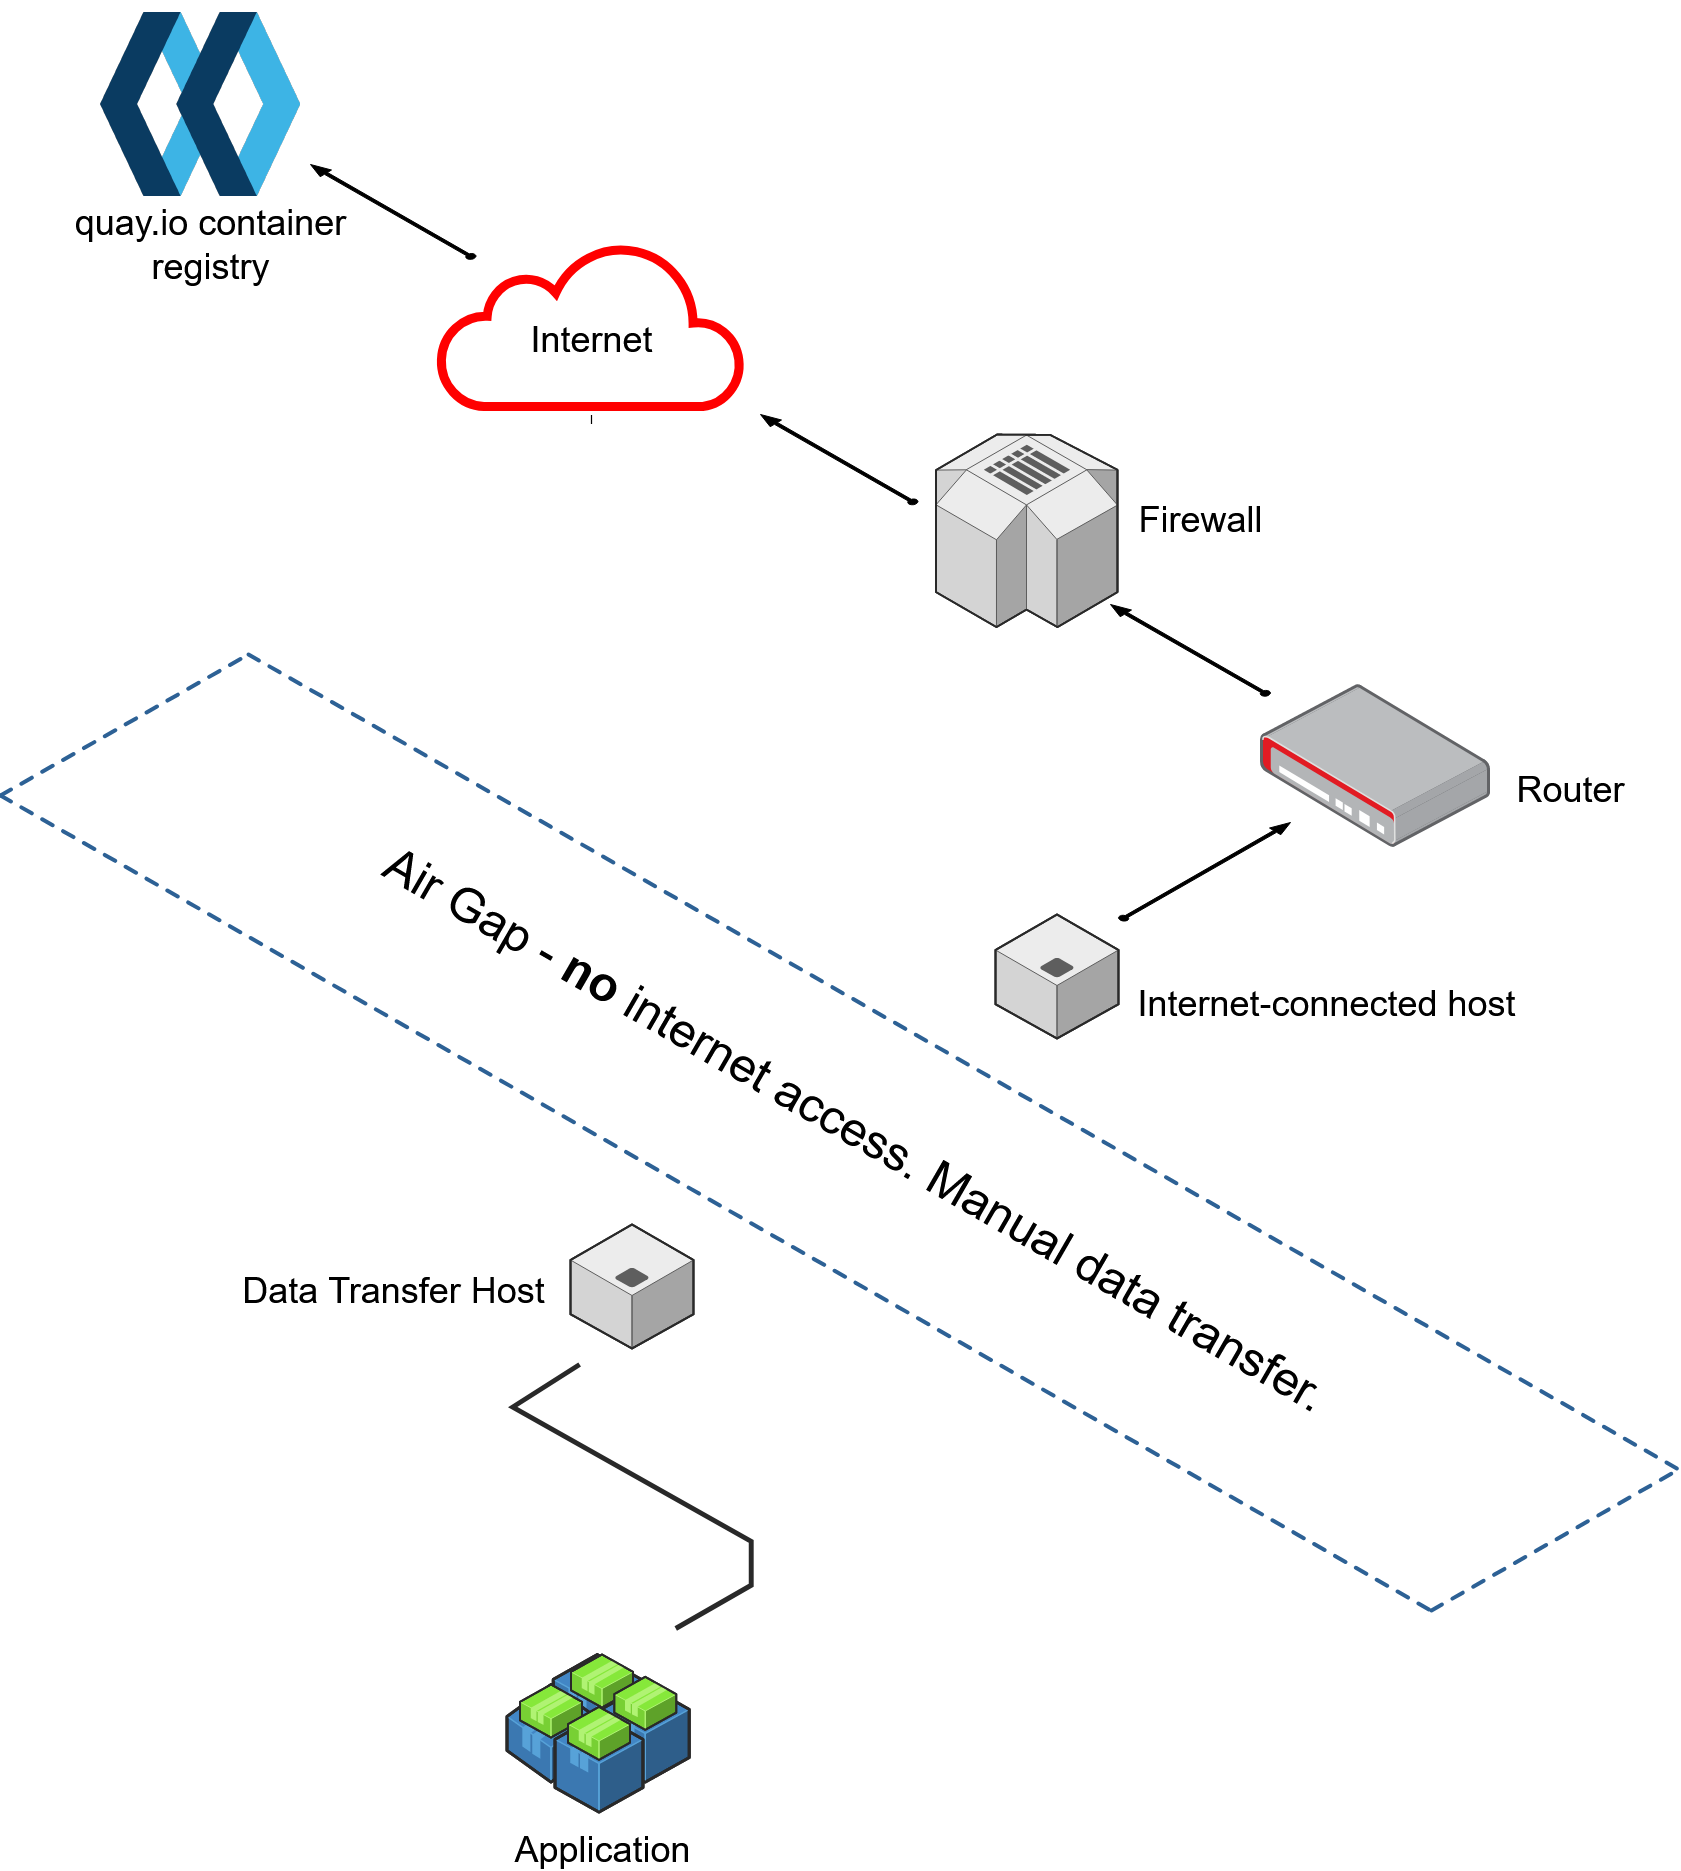 quay.io container
registry
Internet
Firewall
Router
Internet-connected host
Air Gap - no internet access. Manual data transfer.
Data Transfer Host
Application